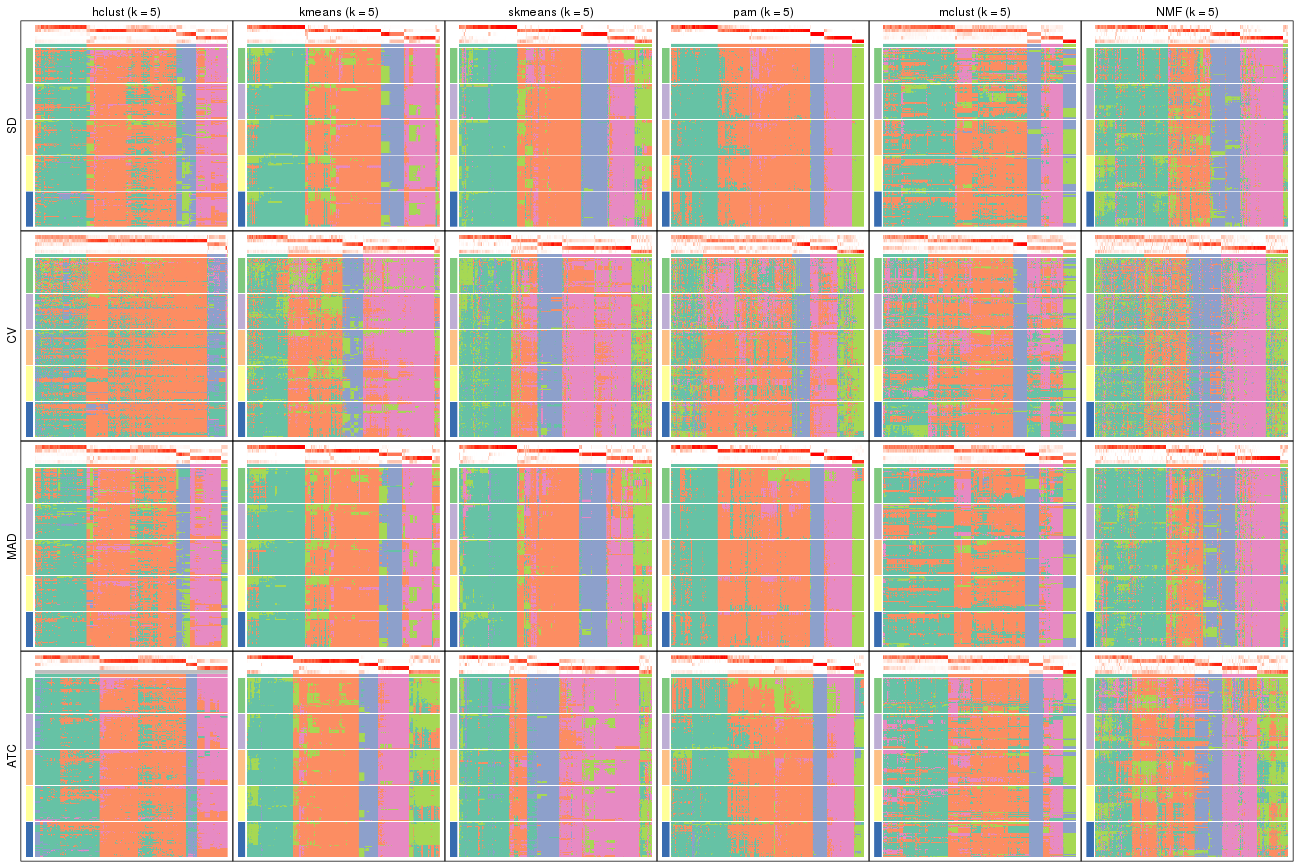 hclust (k = 5) kmeans (k = 5) skmeans (k = 5) pam (k = 5) mclust (k = 5) NMF (k = 5)
SD
CV
MAD
ATC